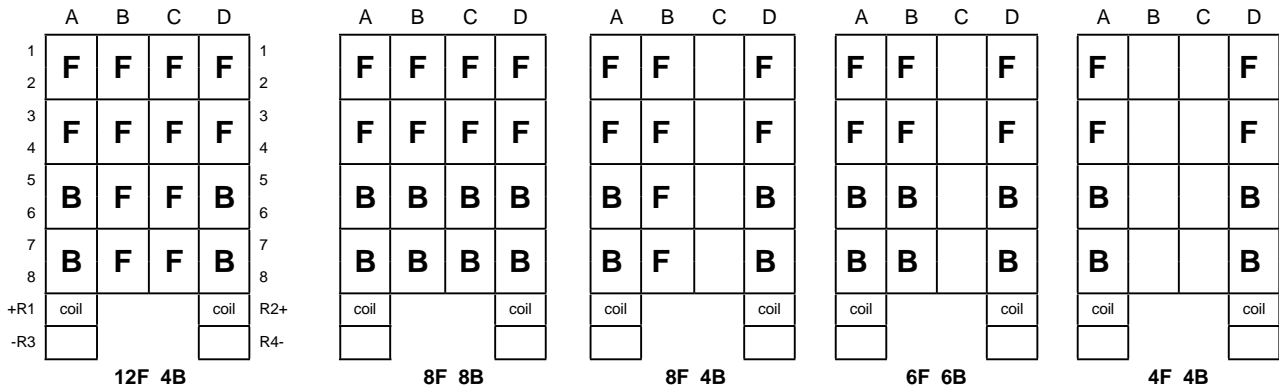 A B C D A B C D A B C D A B C D A B C D
1 1
F F F F F F F F F F F F F F F F
2 2
3 3
F F F F F F F F F F F F F F F F
4 4
5 5
B F F B B B B B B F B B B B B B
6 6
7 7
B F F B B B B B B F B B B B B B
8 8
+R1 coil coil R2+ coil coil coil coil coil coil coil coil
-R3 R4-
12F 4B 8F 8B 8F 4B 6F 6B 4F 4B